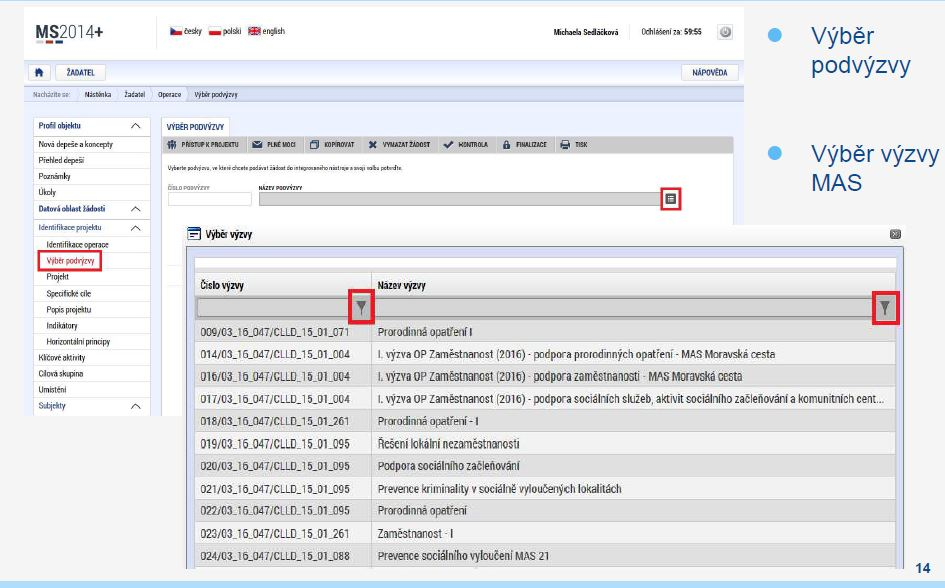 MS2014+
česky polski english
Michaela Sedláčková Odhlášení za: 59:55
ŽADATEL
NÁPOVĚDA
Nacházíte se: Nástěnka Žadatel Operace Výběr podvýzvy
Profil objektu
Nová depeše a koncepty
Přehled depeší
Poznámky
Úkoly
Datová oblast žádosti
Identifikace projektu
Identifikace operace
Výběr podvýzvy
Projekt
Specifické cíle
Popis projektu
Indikátory
Horizontální principy
Klíčové aktivity
Cílová skupina
Umístění
Subjekty
VÝBĚR PODVÝZVY
PŘÍSTUP K PROJEKTU PLNÉ MOCI KOPÍROVAT VYMAZAT ŽÁDOST KONTROLA FINALIZACE TISK
Vyberte podvýzvu, ve které chcete podávat žádost do integrovaného nástroje a svoji volbu potvrďte.
ČÍSLO PODVÝZVY NÁZEV PODVÝZVY
Výběr výzvy
Číslo výzvy Název výzvy
009/03_16_047/CLLD_15_01_071 Prorodinná opatření I
014/03_16_047/CLLD_15_01_004 I. výzva OP Zaměstnanost (2016) - podpora prorodinných opatření - MAS Moravská cesta
016/03_16_047/CLLD_15_01_004 I. výzva OP Zaměstnanost (2016) - podpora zaměstnanosti - MAS Moravská cesta
017/03_16_047/CLLD_15_01_004 I. výzva OP Zaměstnanost (2016) - podpora sociálních služeb, aktivit sociálního začleňování a komunitních cent...
018/03_16_047/CLLD_15_01_261 Prorodinná opatření - I
019/03_16_047/CLLD_15_01_095 Řešení lokální nezaměstnanosti
020/03_16_047/CLLD_15_01_095 Podpora sociálního začleňování
021/03_16_047/CLLD_15_01_095 Prevence kriminality v sociálně vyloučených lokalitách
022/03_16_047/CLLD_15_01_095 Prorodinná opatření
023/03_16_047/CLLD_15_01_261 Zaměstnanost - I
024/03_16_047/CLLD_15_01_088 Prevence sociálního vyloučení MAS 21
Výběr
podvýzvy
Výběr výzvy
MAS
14